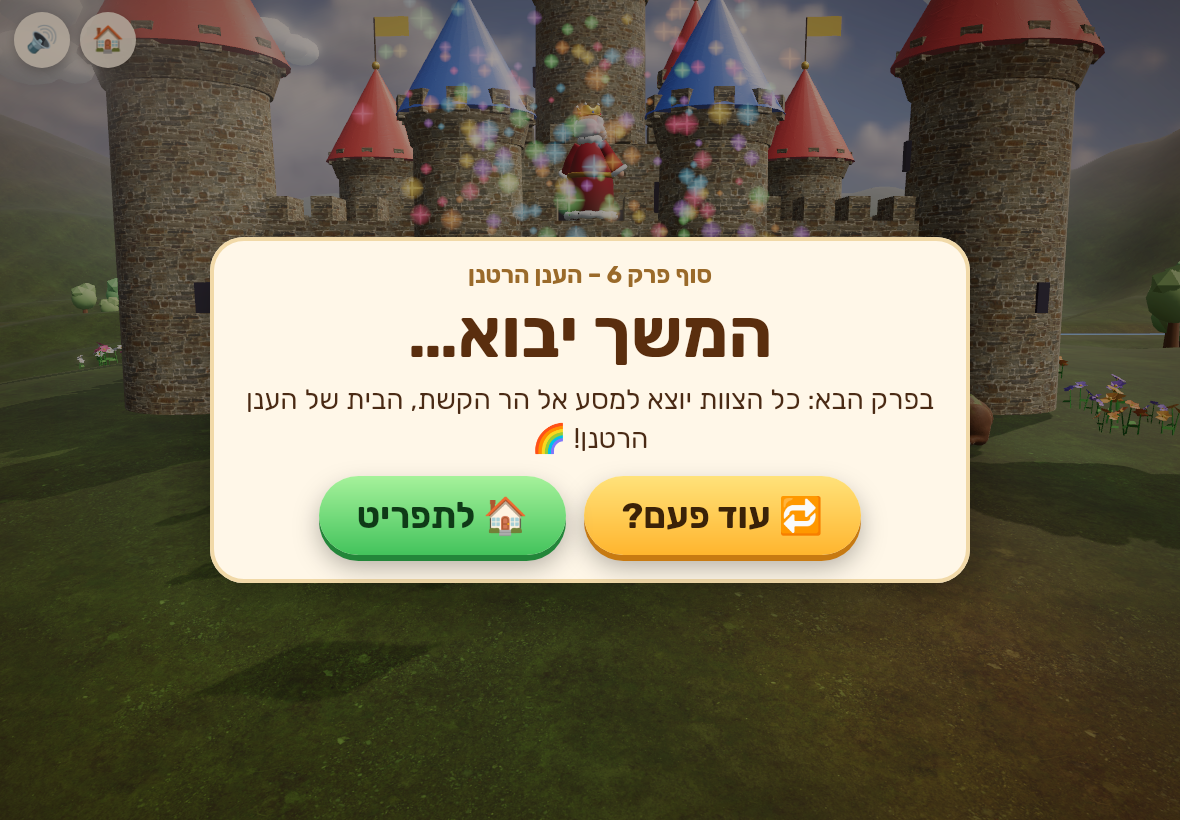 סוף פרק 6 – הענן הרטנן
המשך יבוא...
בפרק הבא: כל הצוות יוצא למסע אל הר הקשת, הבית של הענן
הרטנן! 🌈
🔁 עוד פעם?
🏠 לתפריט